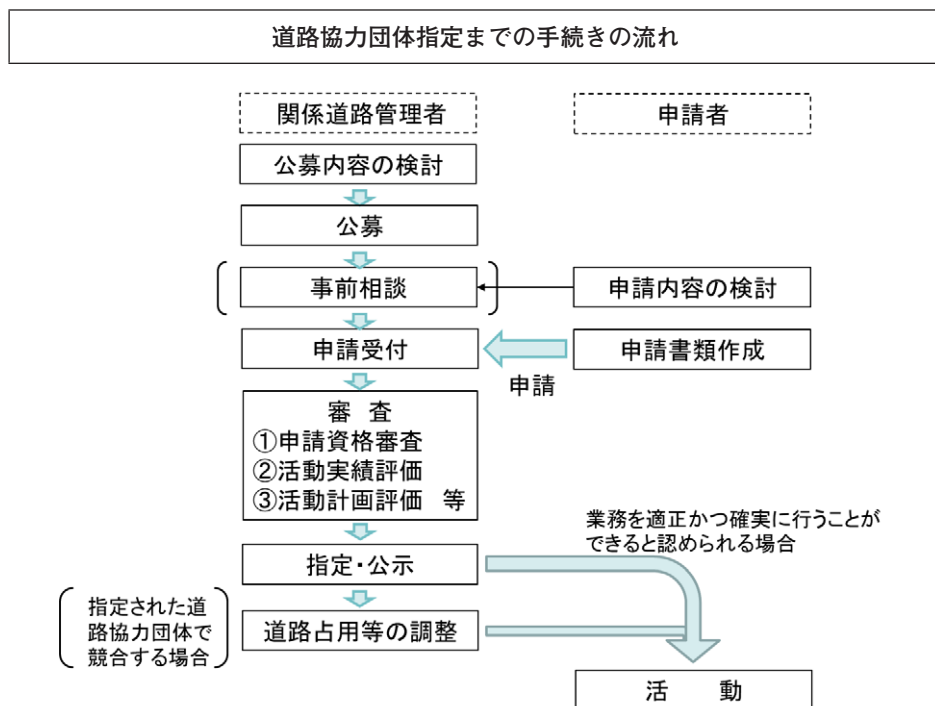 道路協力団体指定までの手続きの流れ
関係道路管理者
申請者
公募内容の検討
公募
事前相談
申請内容の検討
申請受付
申請書類作成
申請
審　査
①申請資格審査
②活動実績評価
③活動計画評価　等
業務を適正かつ確実に行うことが
できると認められる場合
指定・公示
指定された道
路協力団体で
競合する場合
道路占用等の調整
活　　動